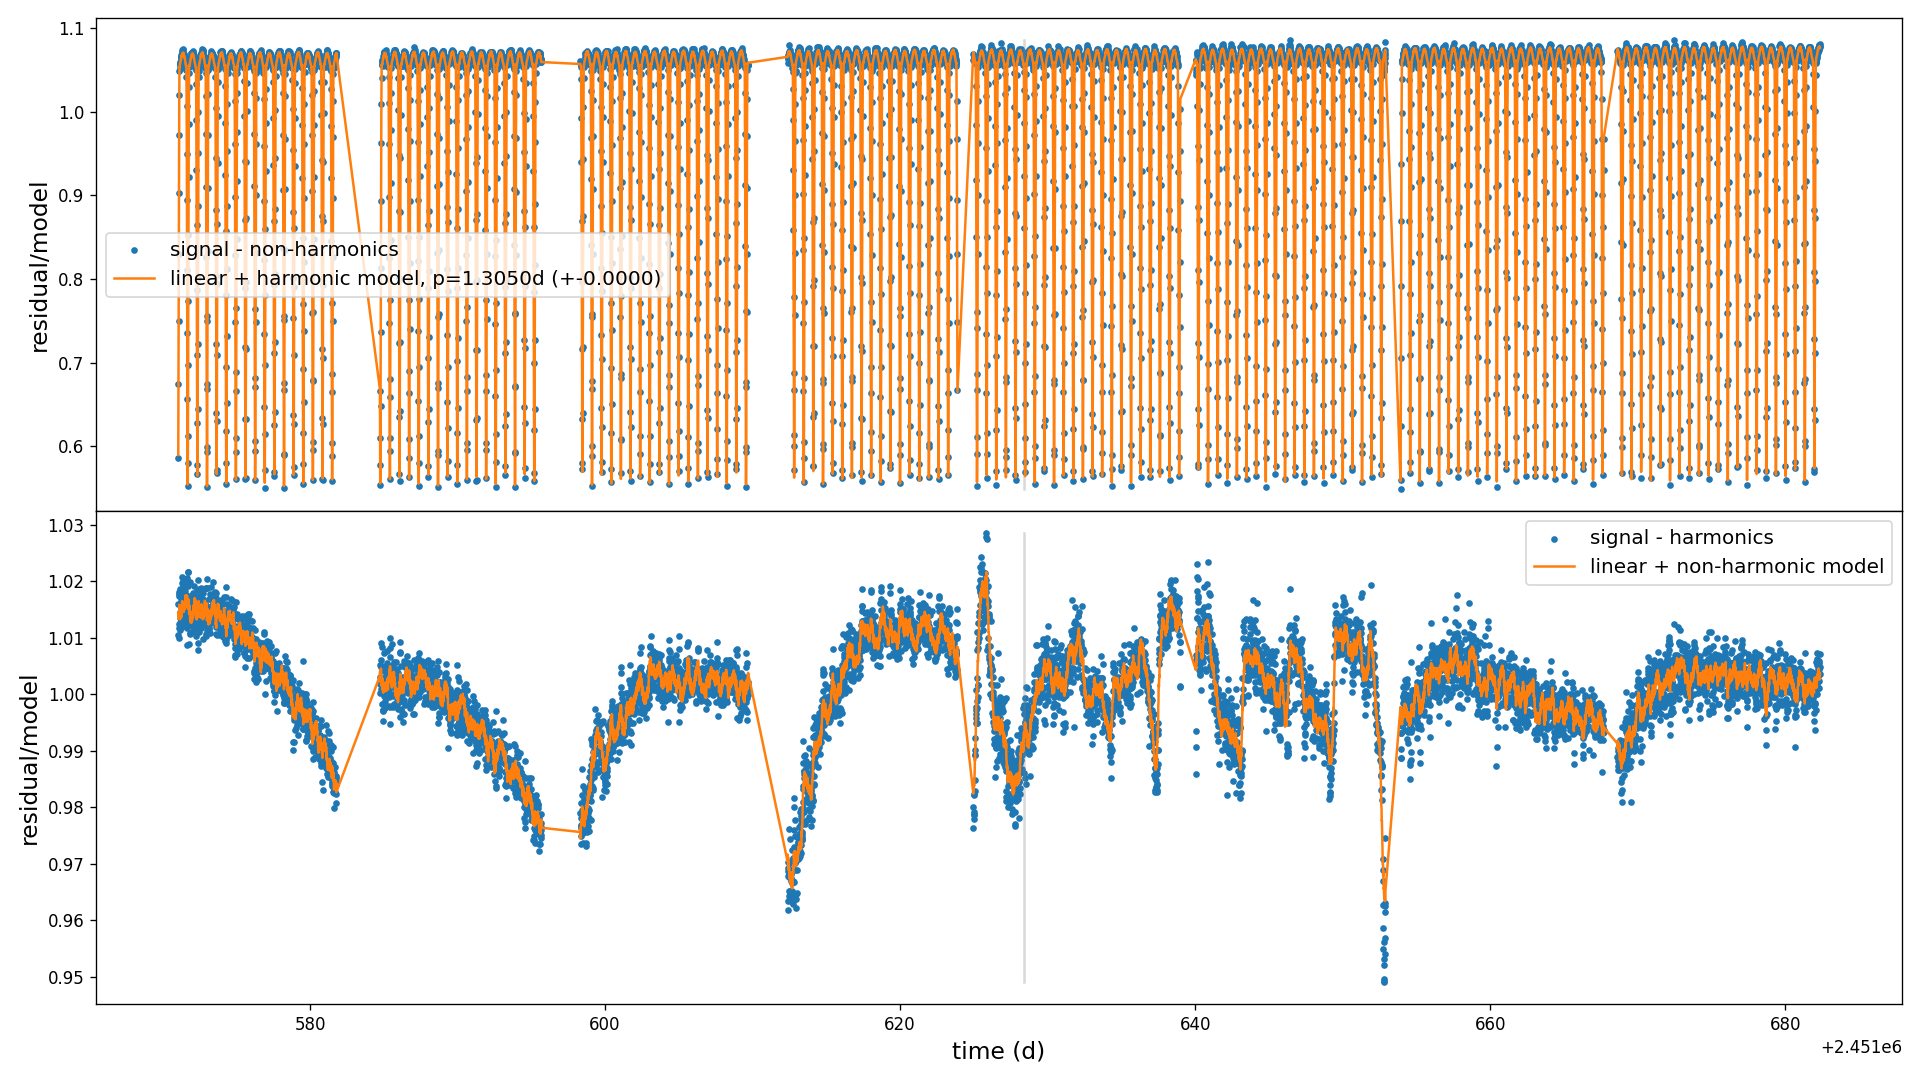 1.1
1.0
0.9
0.8
0.7
0.6
residual/model
signal - non-harmonics
linear + harmonic model, p=1.3050d (+-0.0000)
1.03
1.02
1.01
1.00
0.99
0.98
0.97
0.96
0.95
residual/model
signal - harmonics
linear + non-harmonic model
580
600
620
640
660
680
time (d)
+2.451e6